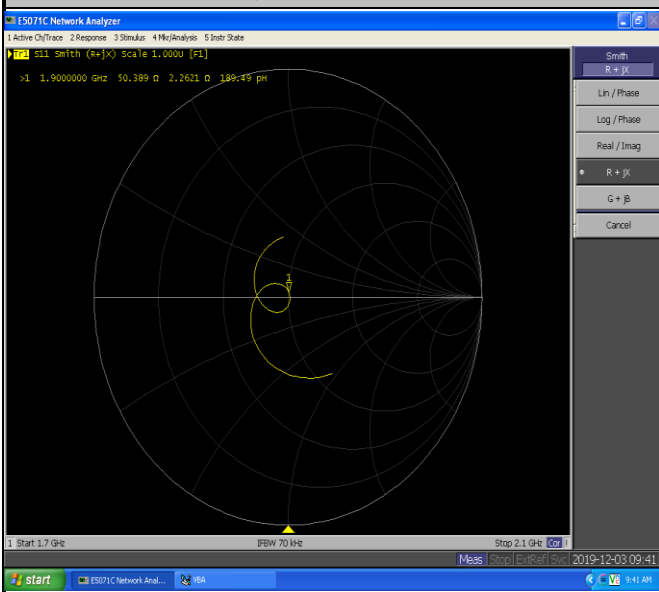 E5071C Network Analyzer
1 Active Ch/Trace 2 Response 3 Stimulus 4 Mkr/Analysis 5 Instr State
Tr1 S11 Smith (R+jX) Scale 1.000U [F1]
>1 1.9000000 GHz 50.389 Ω 2.2621 Ω 189.49 pH
1
Smith
R + jX
Lin / Phase
Log / Phase
Real / Imag
R + jX
G + jB
Cancel
1 Start 1.7 GHz IFBW 70 kHz Stop 2.1 GHz Cor !
Meas Stop ExtRef Svc 2019-12-03 09:41
start E5071C Network Anal... VBA 9:41 AM